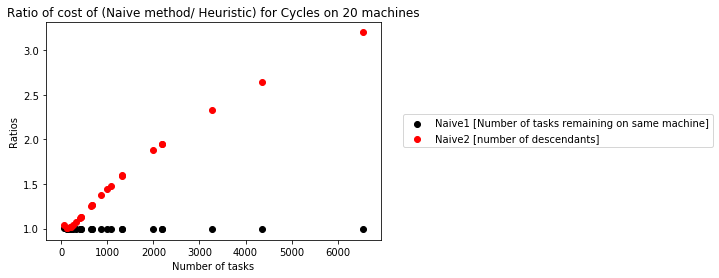 Ratio of cost of (Naive method/ Heuristic) for Cycles on 20 machines
3.0
2.5
2.0
1.5
1.0
Ratios
0 1000 2000 3000 4000 5000 6000
Number of tasks
Naive1 [Number of tasks remaining on same machine]
Naive2 [number of descendants]